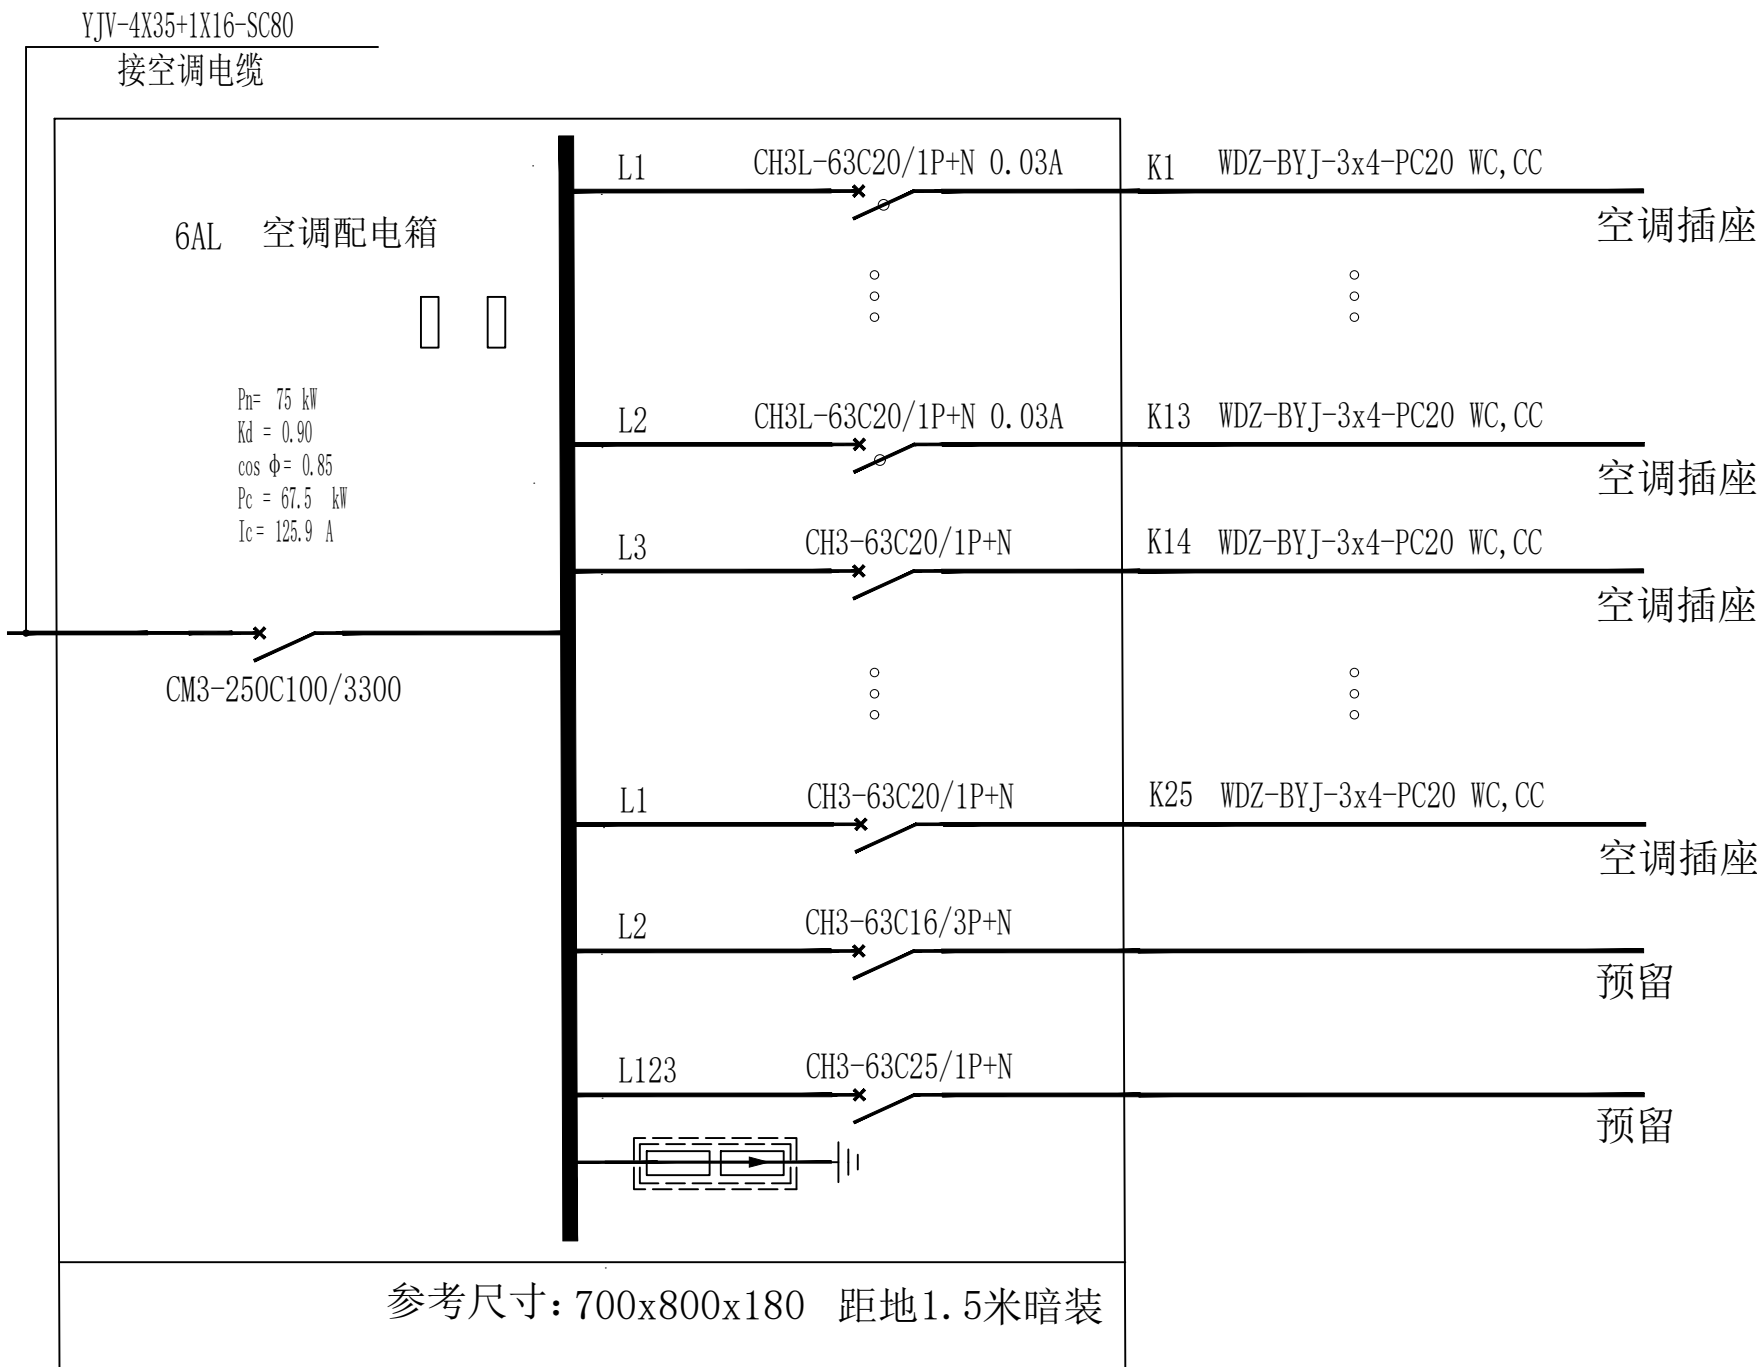 YJV-4X35+1X16-SC80
接空调电缆
L1 CH3L-63C20/1P+N 0.03A K1 WDZ-BYJ-3x4-PC20 WC,CC
空调插座
6AL 空调配电箱
Pn= 75 kW
Kd = 0.90
cos ϕ= 0.85
Pc = 67.5 kW
Ic= 125.9 A
L2 CH3L-63C20/1P+N 0.03A K13 WDZ-BYJ-3x4-PC20 WC,CC
空调插座
L3 CH3-63C20/1P+N K14 WDZ-BYJ-3x4-PC20 WC,CC
空调插座
CM3-250C100/3300
L1 CH3-63C20/1P+N K25 WDZ-BYJ-3x4-PC20 WC,CC
空调插座
L2 CH3-63C16/3P+N
预留
L123 CH3-63C25/1P+N
预留
参考尺寸:700x800x180 距地1.5米暗装